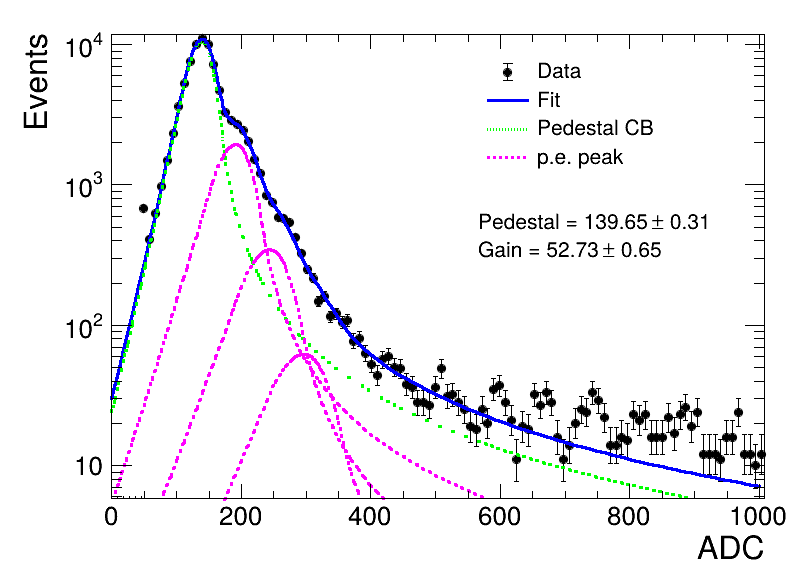 Events
10⁴
10³
10²
10
Data
Fit
Pedestal CB
p.e. peak
Pedestal = 139.65 ± 0.31
Gain = 52.73 ± 0.65
0 200 400 600 800 1000
ADC